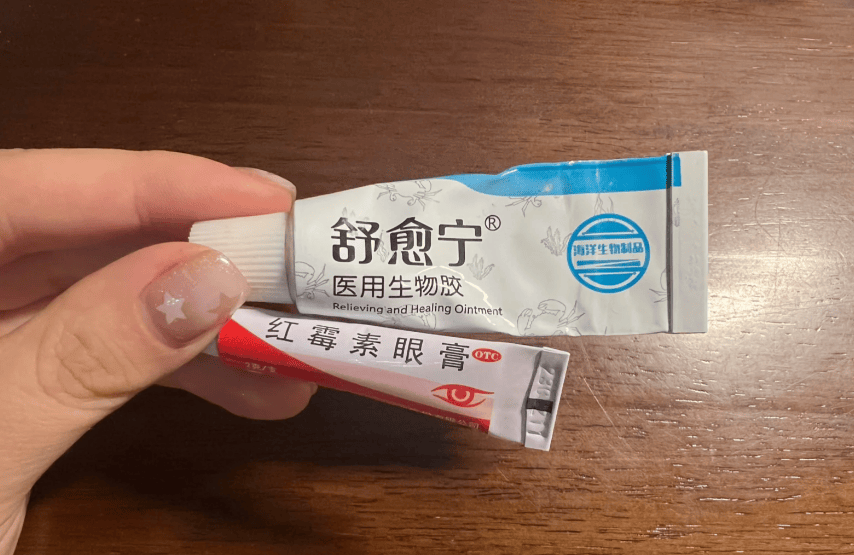 舒愈宁®
医用生物胶
Relieving and Healing Ointment
海洋生物制品
红霉素眼膏
OTC